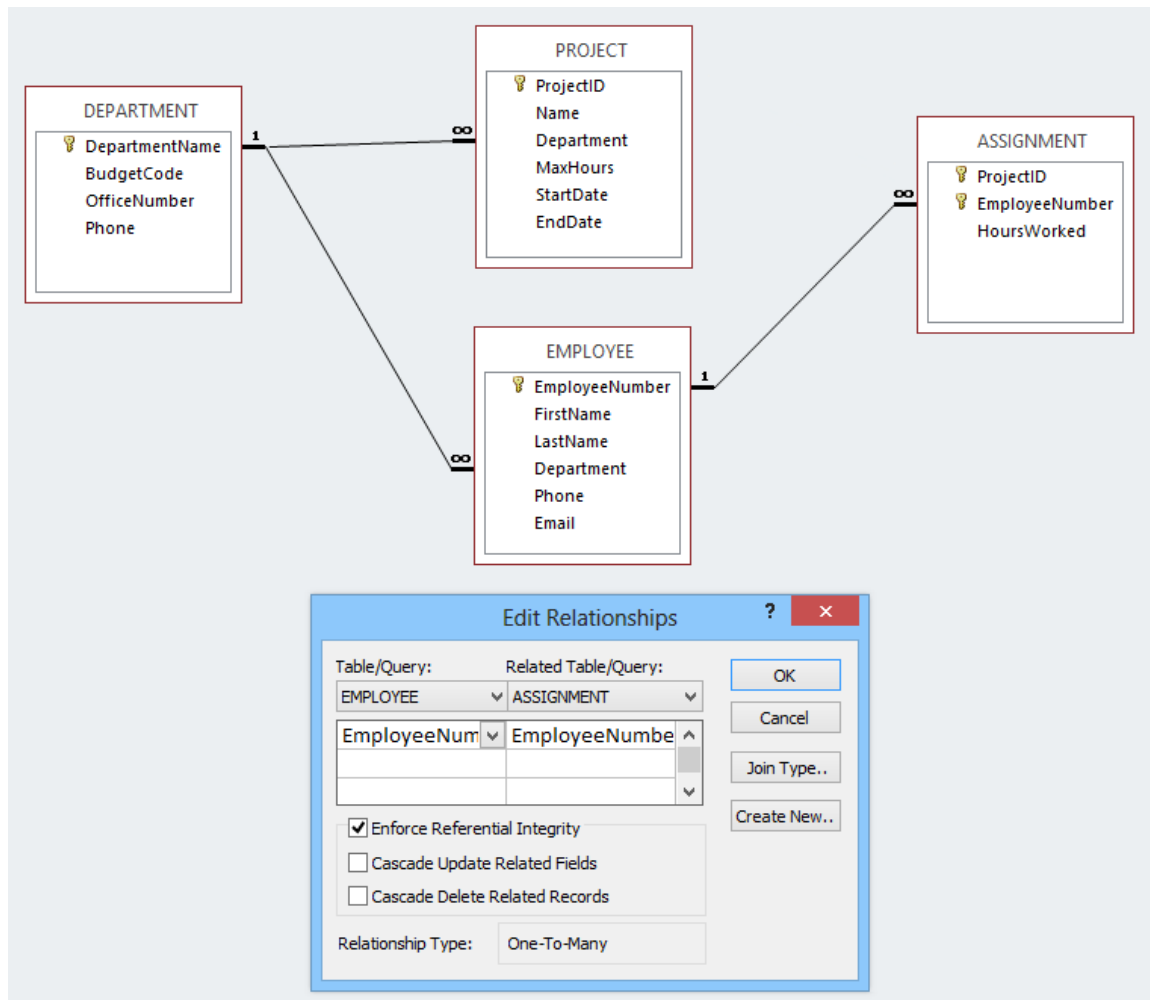 PROJECT
ProjectID
Name
Department
MaxHours
StartDate
EndDate
DEPARTMENT
DepartmentName
BudgetCode
OfficeNumber
Phone
1
∞
∞
ASSIGNMENT
ProjectID
EmployeeNumber
HoursWorked
∞
EMPLOYEE
EmployeeNumber
FirstName
LastName
Department
Phone
Email
1
Edit Relationships
?
Table/Query: Related Table/Query:
EMPLOYEE ASSIGNMENT
EmployeeNum EmployeeNumbe
OK
Cancel
Join Type..
Create New..
Enforce Referential Integrity
Cascade Update Related Fields
Cascade Delete Related Records
Relationship Type: One-To-Many